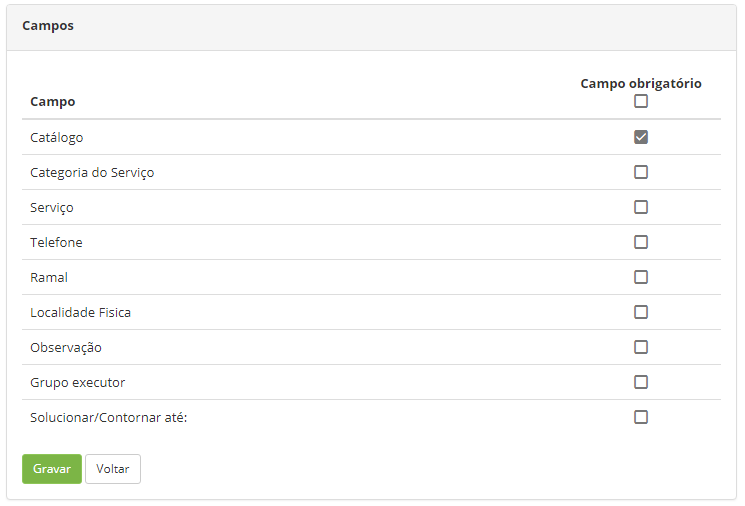 Campos
Campo obrigatório
Campo
Catálogo
Categoria do Serviço
Serviço
Telefone
Ramal
Localidade Fisica
Observação
Grupo executor
Solucionar/Contornar até:
Gravar Voltar